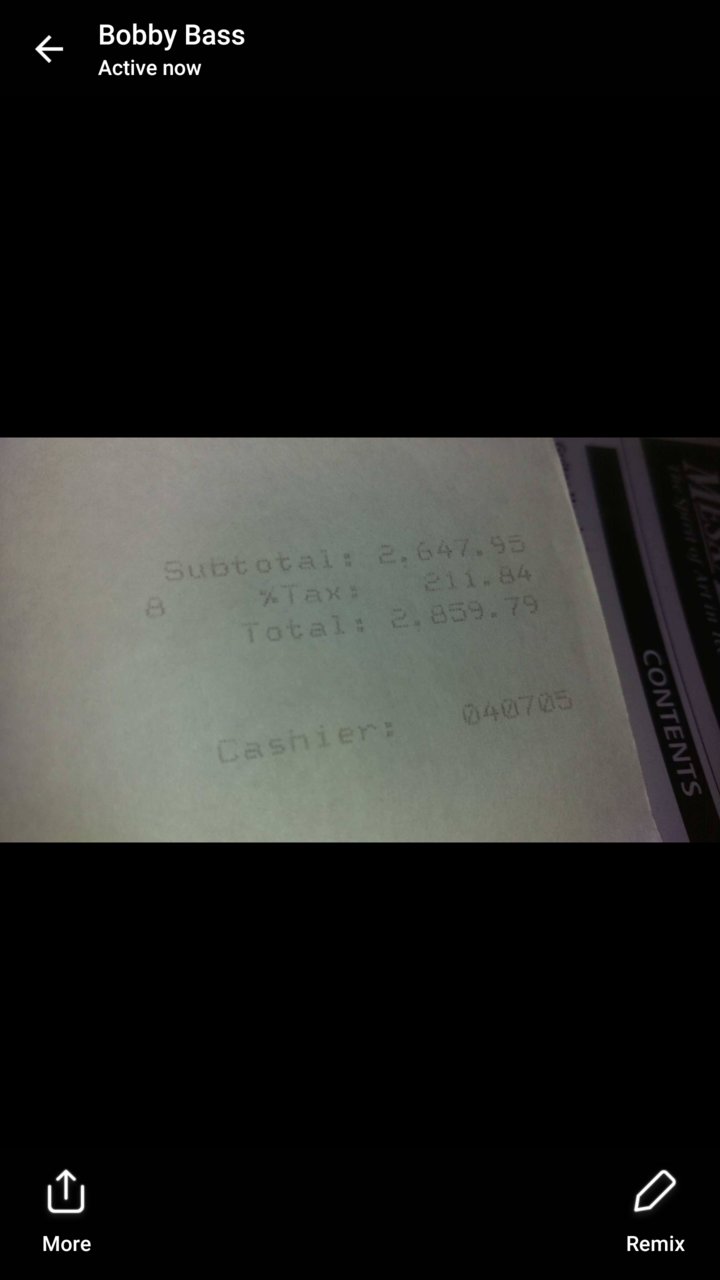 Bobby Bass
Active now
Subtotal: 2,647.95
8 %Tax: 211.84
Total: 2,859.79
Cashier: 040705
CONTENTS
More
Remix